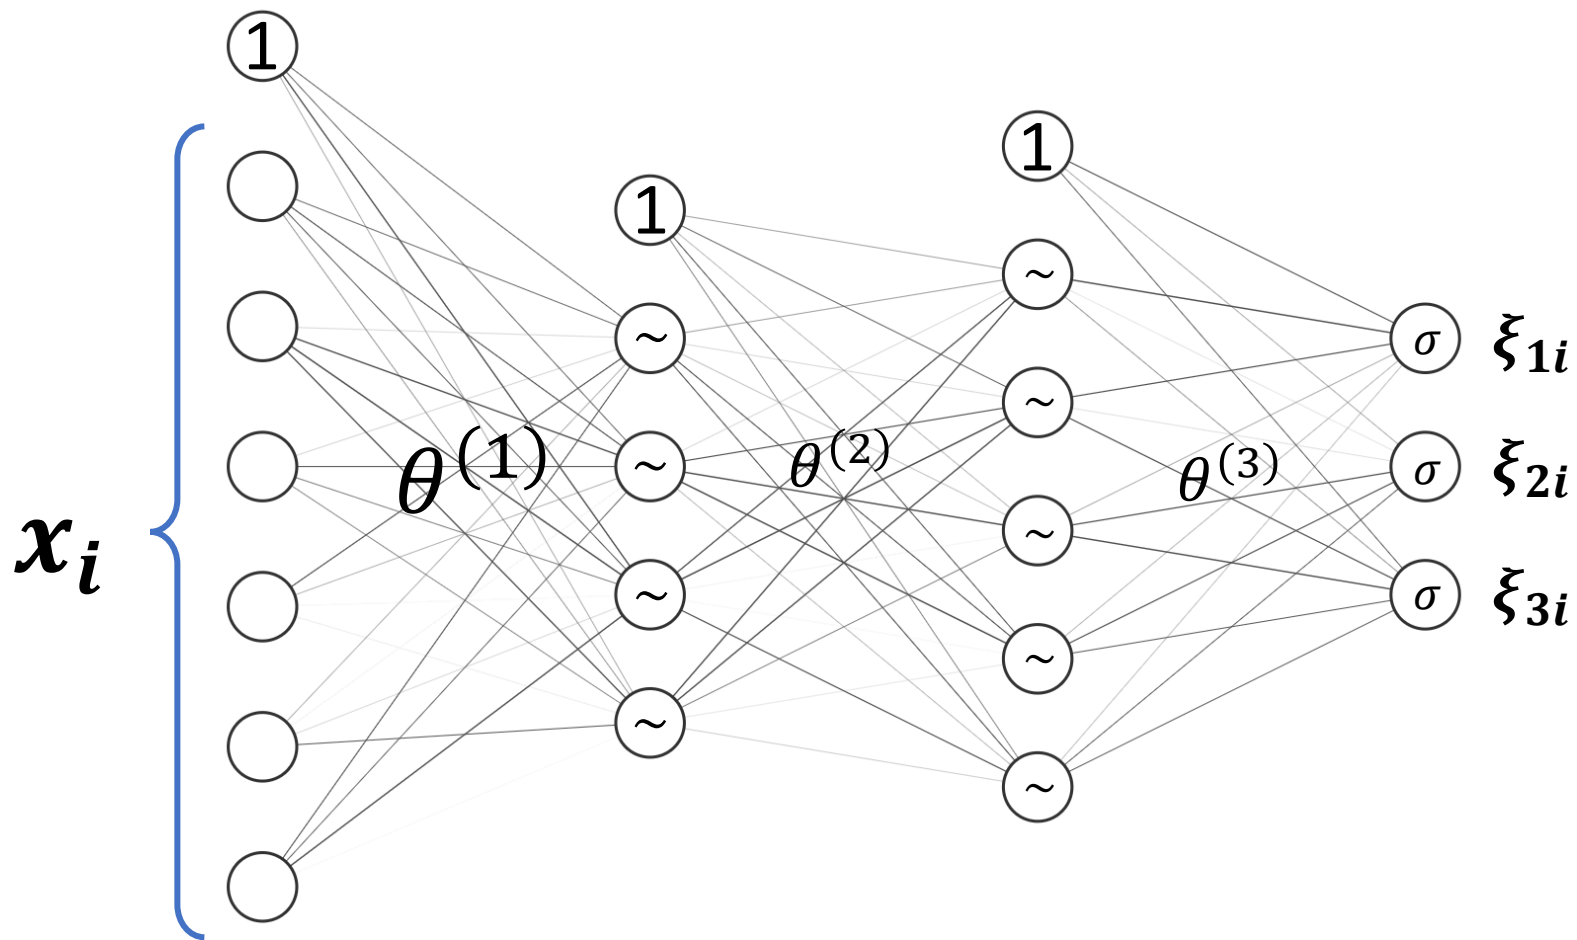 1
1
1
~
~
~
~
~
~
~
~
~
σ
σ
σ
θ^(1)
θ^(2)
θ^(3)
x_i
ξ_1i
ξ_2i
ξ_3i